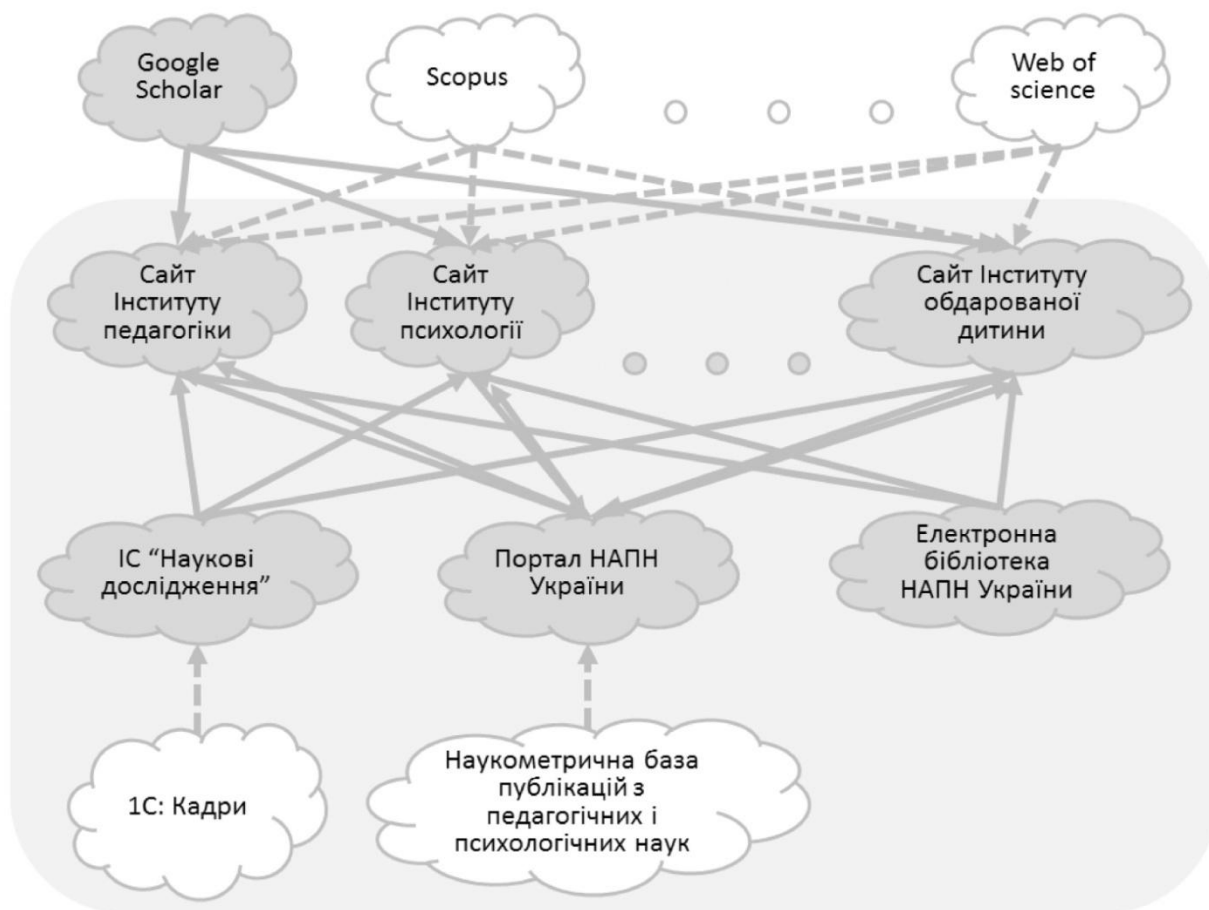 Google
Scholar
Scopus
Web of
science
Сайт
Інституту
педагогіки
Сайт
Інституту
психології
Сайт Інституту
обдарованої
дитини
ІС “Наукові
дослідження”
Портал НАПН
України
Електронна
бібліотека
НАПН України
1С: Кадри
Наукометрична база
публікацій з
педагогічних і
психологічних наук